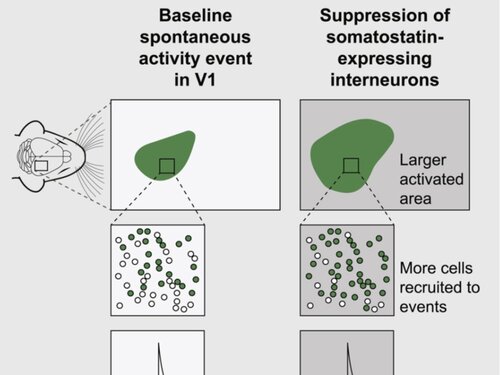 Baseline
spontaneous
activity event
in V1
Suppression of
somatostatin-
expressing
interneurons
Larger
activated
area
More cells
recruited to
events